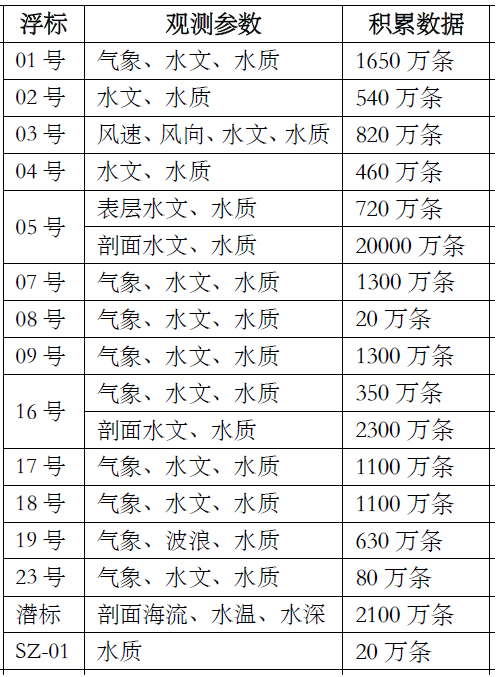 浮标 观测参数 积累数据
01 号 气象、水文、水质 1650 万条
02 号 水文、水质 540 万条
03 号 风速、风向、水文、水质 820 万条
04 号 水文、水质 460 万条
05 号 表层水文、水质 720 万条
剖面水文、水质 20000 万条
07 号 气象、水文、水质 1300 万条
08 号 气象、水文、水质 20 万条
09 号 气象、水文、水质 1300 万条
16 号 气象、水文、水质 350 万条
剖面水文、水质 2300 万条
17 号 气象、水文、水质 1100 万条
18 号 气象、水文、水质 1100 万条
19 号 气象、波浪、水质 630 万条
23 号 气象、水文、水质 80 万条
潜标 剖面海流、水温、水深 2100 万条
SZ-01 水质 20 万条